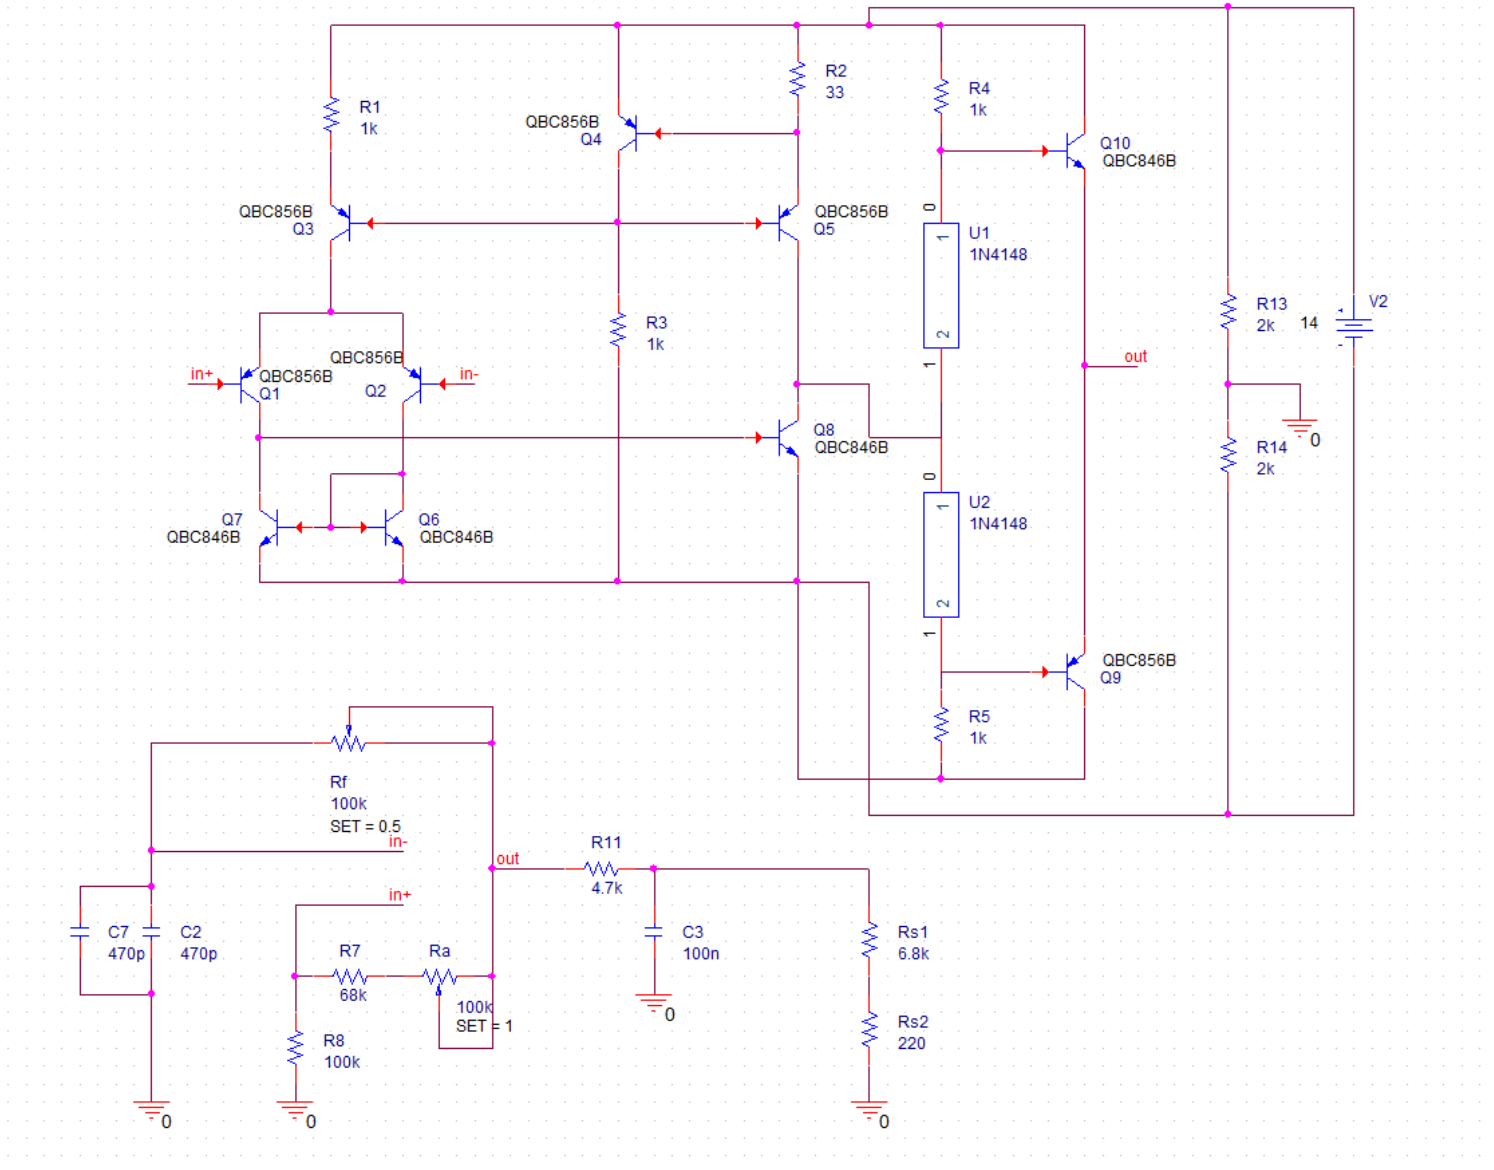 R1
1k
QBC856B
Q4
R2
33
R4
1k
Q10
QBC846B
QBC856B
Q3
QBC856B
Q5
0
1
U1
1N4148
2
1
R3
1k
R13
2k
14
V2
in+
QBC856B
Q1
QBC856B
Q2
in-
out
0
Q8
QBC846B
R14
2k
0
1
U2
1N4148
2
1
Q7
QBC846B
Q6
QBC846B
QBC856B
Q9
R5
1k
Rf
100k
SET = 0.5
in-
out
R11
4.7k
in+
C7
470p
C2
470p
R7
68k
Ra
100k
SET = 1
C3
100n
0
Rs1
6.8k
R8
100k
Rs2
220
0
0
0